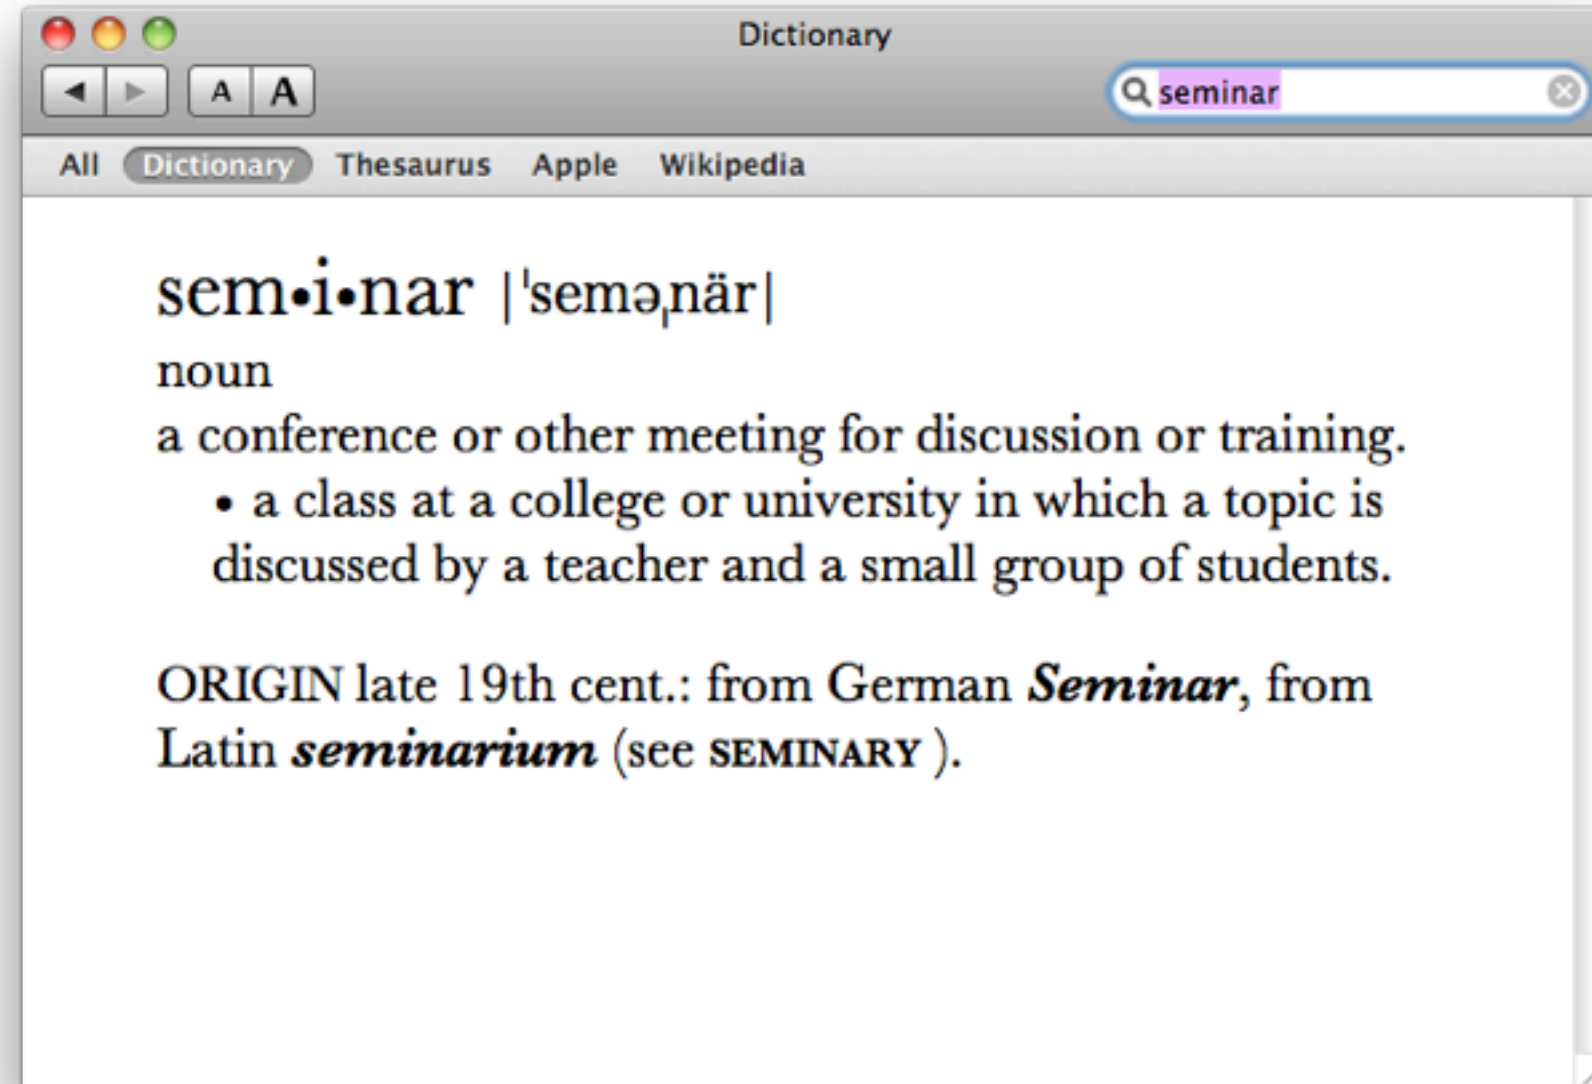 Dictionary
A A
seminar
All Dictionary Thesaurus Apple Wikipedia
sem•i•nar |ˈseməˌnär|
noun
a conference or other meeting for discussion or training.
• a class at a college or university in which a topic is
discussed by a teacher and a small group of students.
ORIGIN late 19th cent.: from German Seminar, from
Latin seminarium (see SEMINARY ).